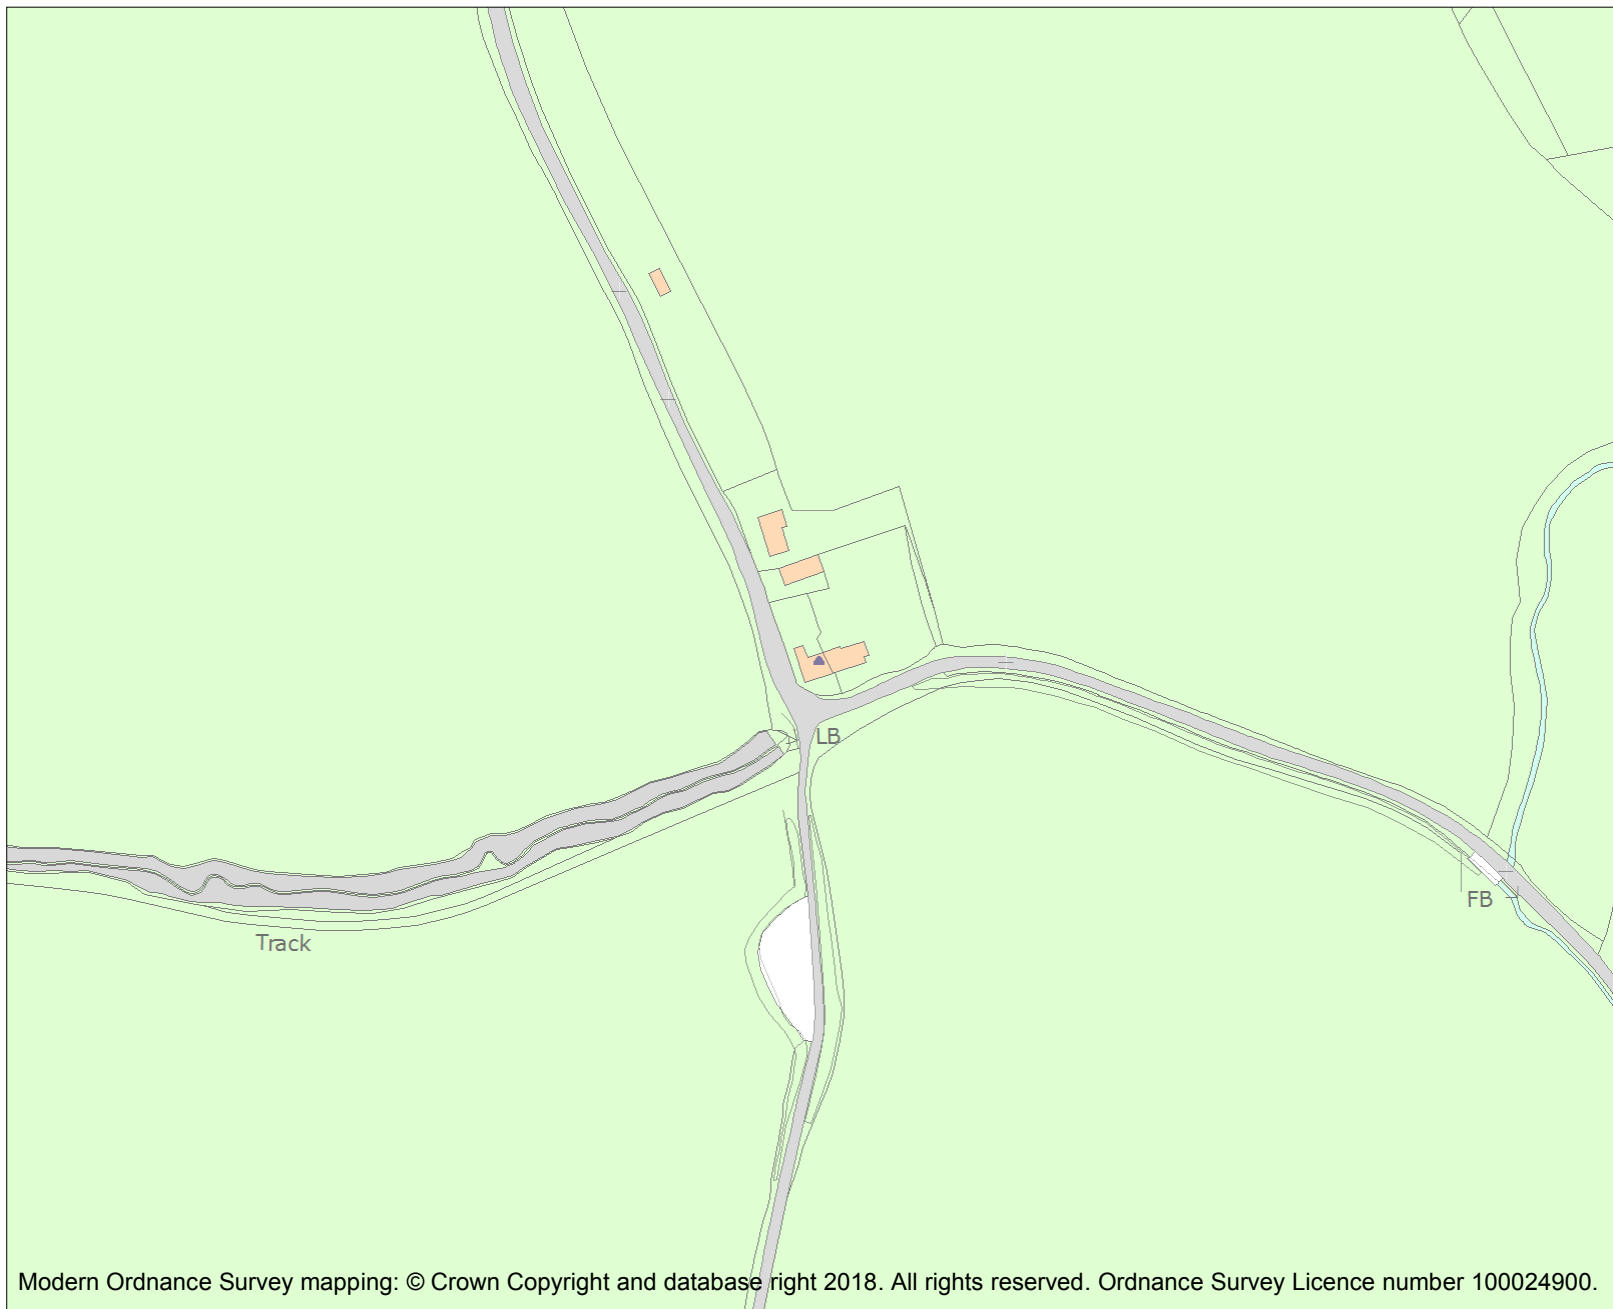 LB
FB
Track
Modern Ordnance Survey mapping: © Crown Copyright and database right 2018. All rights reserved. Ordnance Survey Licence number 100024900.